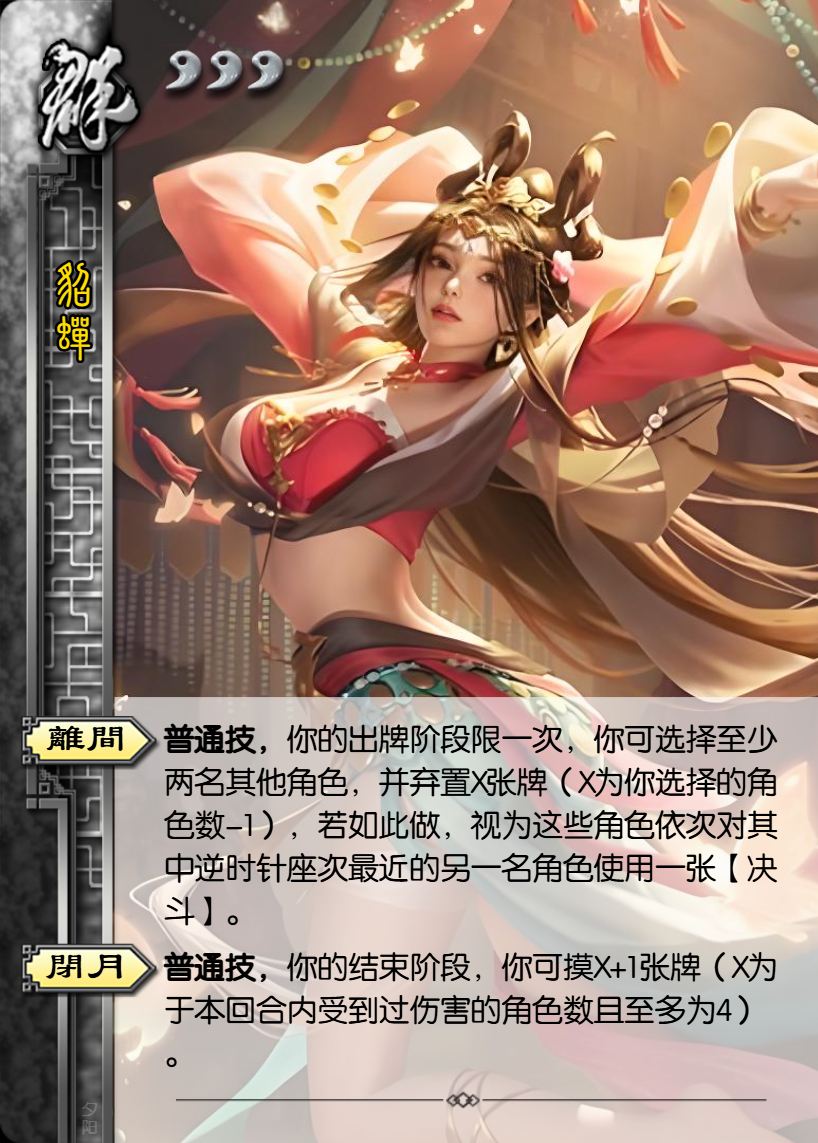 群
貂蟬
離間
普通技，你的出牌阶段限一次，你可选择至少
两名其他角色，并弃置X张牌（X为你选择的角
色数-1），若如此做，视为这些角色依次对其
中逆时针座次最近的另一名角色使用一张【决
斗】。
閉月
普通技，你的结束阶段，你可摸X+1张牌（X为
于本回合内受到过伤害的角色数且至多为4）
。
夕阳